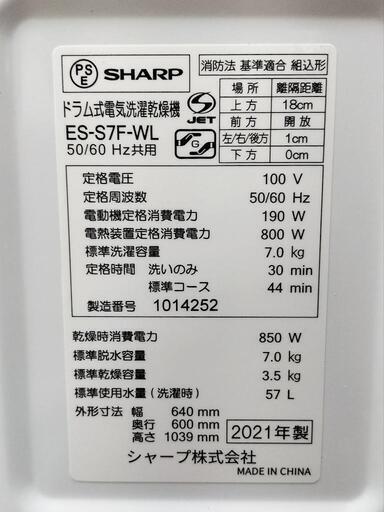 PSE SHARP
消防法 基準適合 組込形
ドラム式電気洗濯乾燥機
ES-S7F-WL
50/60 Hz共用
JET
G
場所 離隔距離
上方 18cm
前方 開放
左/右/後方 1cm
下方 0cm
定格電圧 100 V
定格周波数 50/60 Hz
電動機定格消費電力 190 W
電熱装置定格消費電力 800 W
標準洗濯容量 7.0 kg
定格時間 洗いのみ 30 min
標準コース 44 min
製造番号 1014252
乾燥時消費電力 850 W
標準脱水容量 7.0 kg
標準乾燥容量 3.5 kg
標準使用水量(洗濯時) 57 L
外形寸法 幅 640 mm
奥行 600 mm
高さ 1039 mm
2021年製
シャープ株式会社
MADE IN CHINA